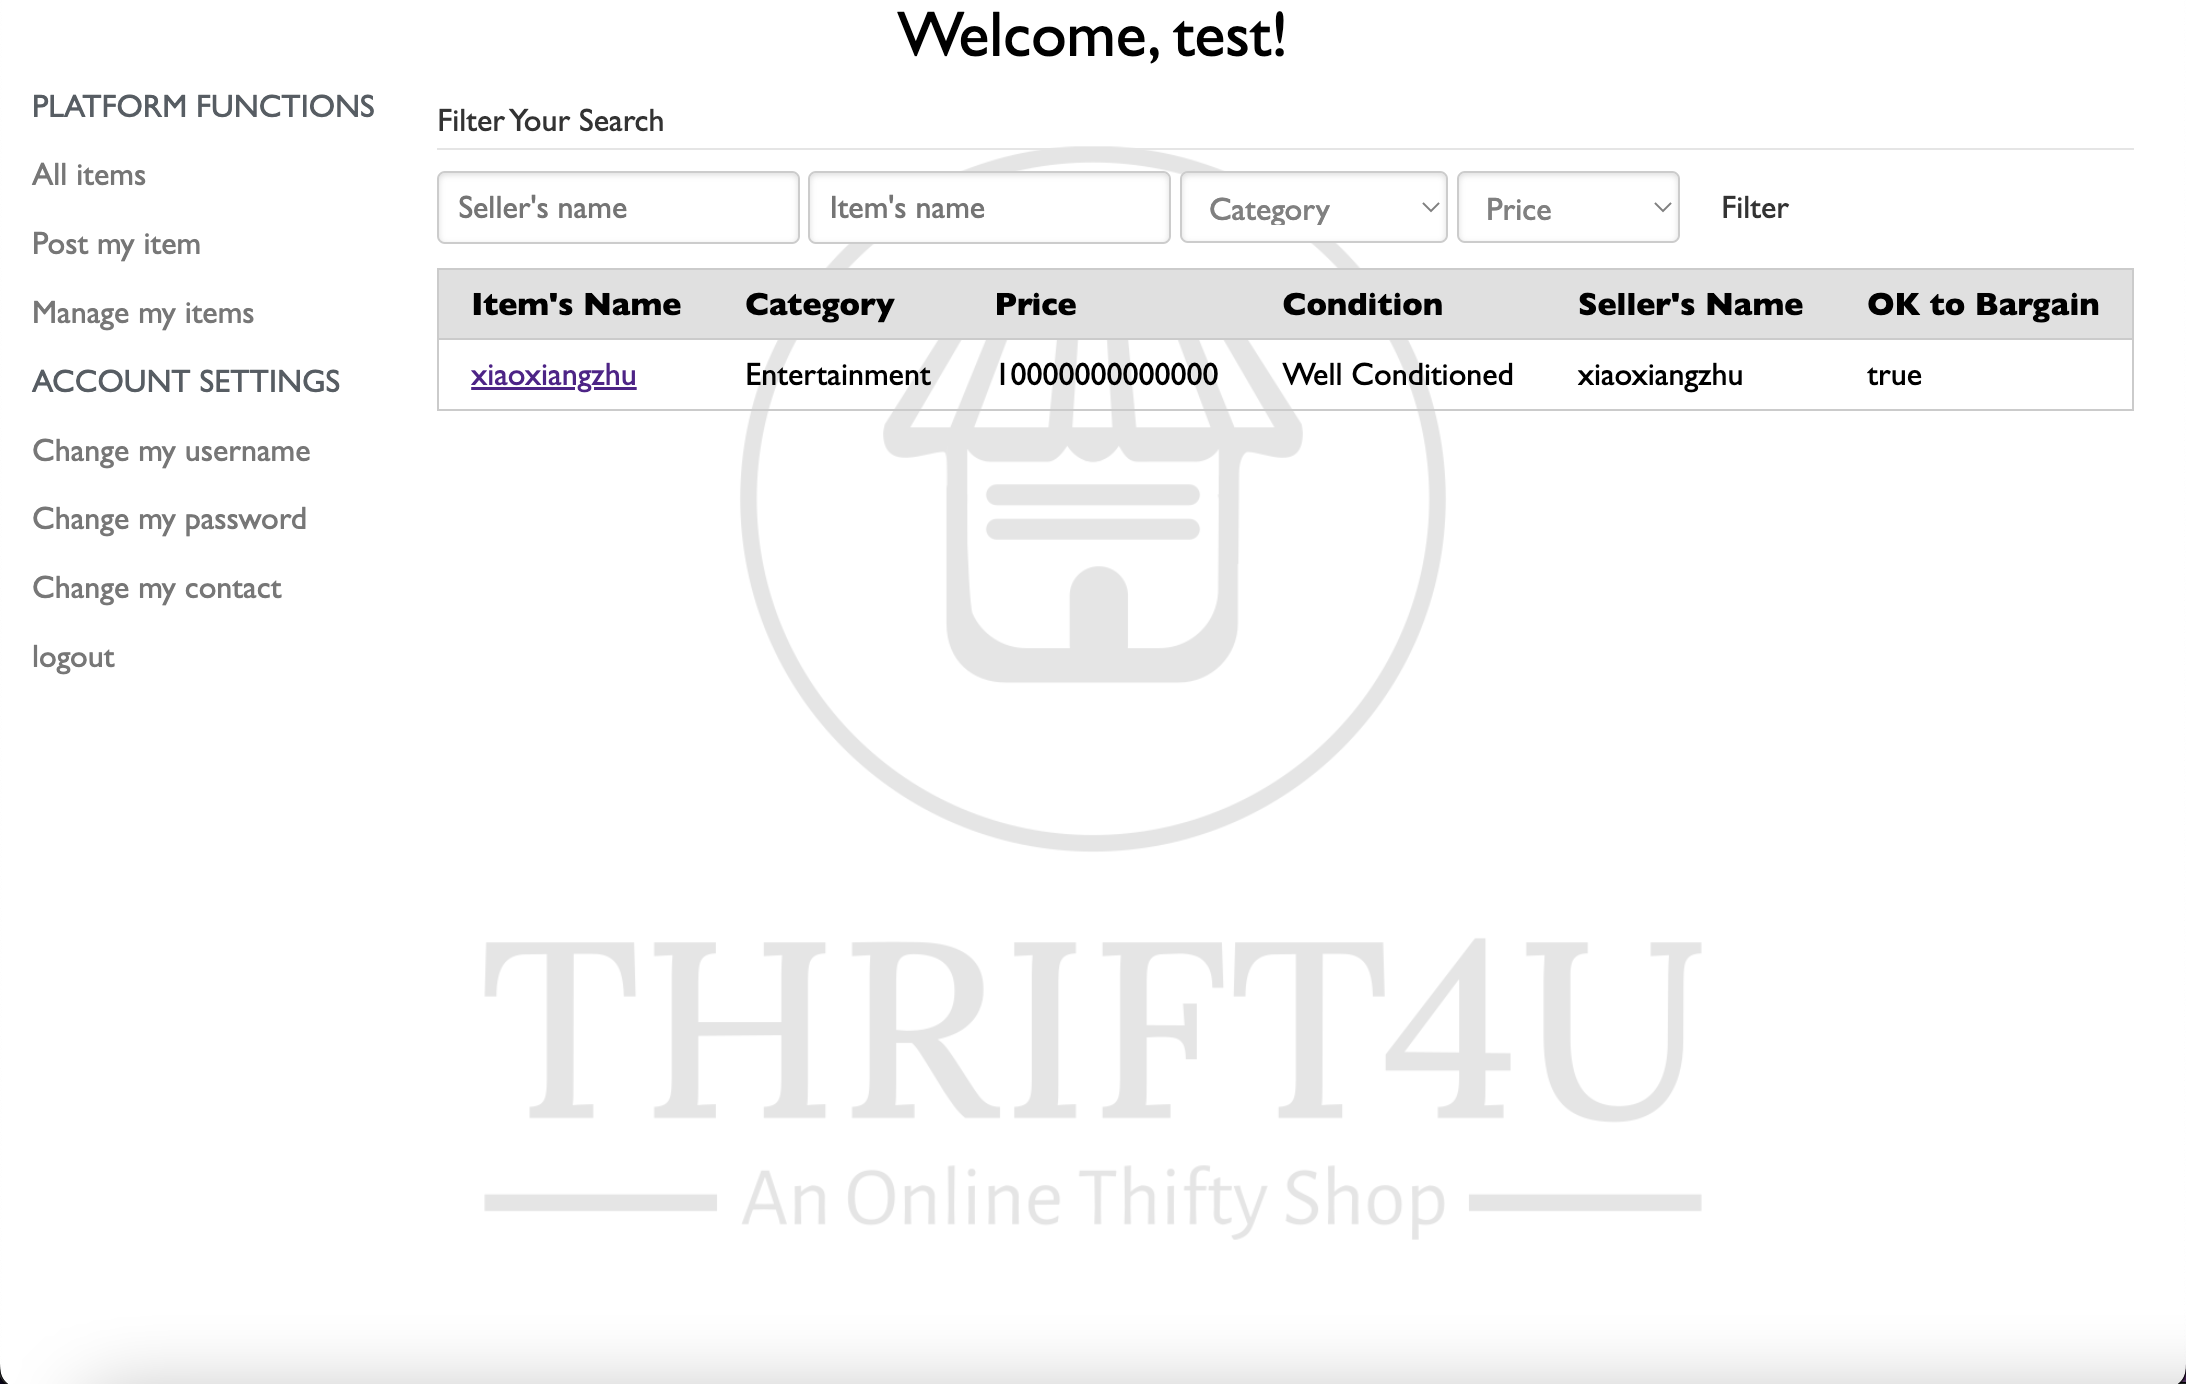 Welcome, test!
PLATFORM FUNCTIONS
All items
Post my item
Manage my items
ACCOUNT SETTINGS
Change my username
Change my password
Change my contact
logout
Filter Your Search
Seller's name Item's name Category Price Filter
Item's Name Category Price Condition Seller's Name OK to Bargain
xiaoxiangzhu Entertainment 10000000000000 Well Conditioned xiaoxiangzhu true
THRIFT4U
An Online Thifty Shop